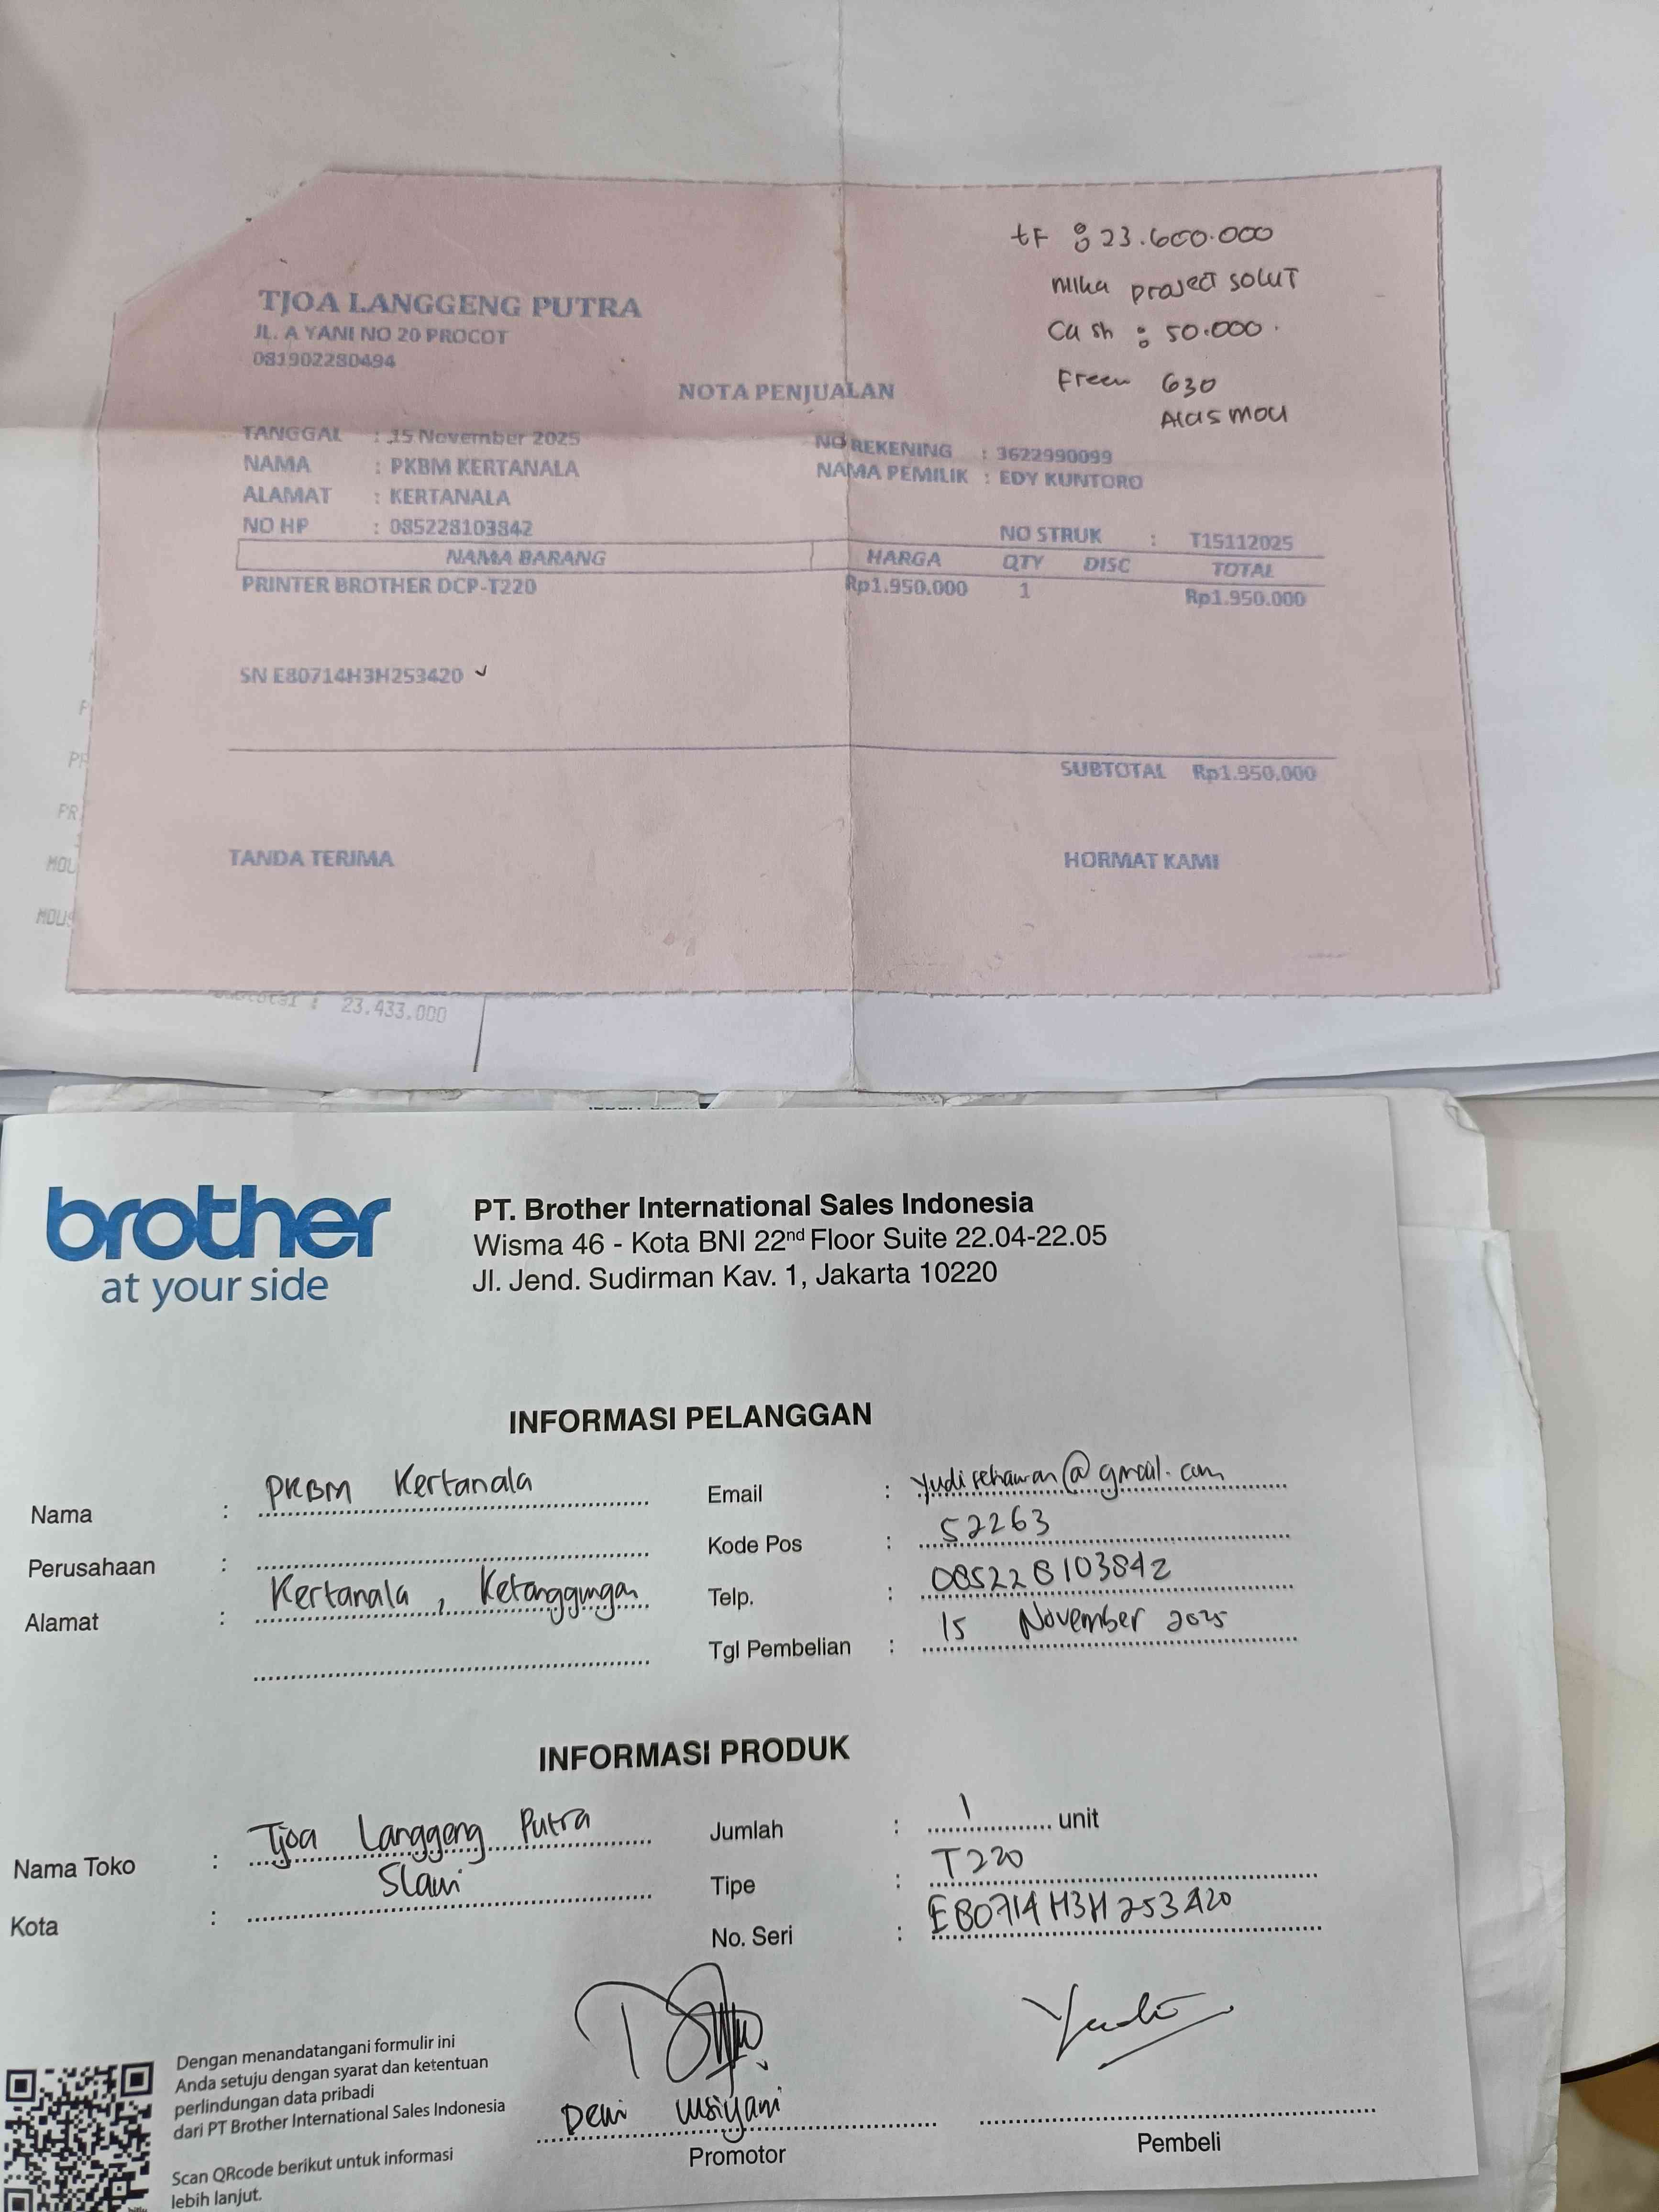 tF : 23.600.000
mika project solut
Cash : 50.000.
Free 630
Alas mou
TJOA LANGGENG PUTRA
JL. A YANI NO 20 PROCOT
081902280494
NOTA PENJUALAN
TANGGAL : 15 November 2025
NAMA : PKBM KERTANALA
ALAMAT : KERTANALA
NO HP : 085228103842
NO REKENING : 3622990099
NAMA PEMILIK : EDY KUNTORO
NO STRUK : T15112025
NAMA BARANG HARGA QTY DISC TOTAL
PRINTER BROTHER DCP-T220 Rp1.950.000 1 Rp1.950.000
SN E80714H3H253420 ✓
SUBTOTAL Rp1.950.000
TANDA TERIMA HORMAT KAMI
P
PR
PR
MOU
MOUS
23.433.000
brother
at your side
PT. Brother International Sales Indonesia
Wisma 46 - Kota BNI 22nd Floor Suite 22.04-22.05
Jl. Jend. Sudirman Kav. 1, Jakarta 10220
INFORMASI PELANGGAN
Nama : PKBM Kertanala
Perusahaan :
Alamat : Kertanala, Ketanggungan
Email : yudisetiawan@gmail.com
Kode Pos : 52263
Telp. : 085228103842
Tgl Pembelian : 15 November 2025
INFORMASI PRODUK
Nama Toko : Tjoa Langgeng Putra
Kota : Slawi
Jumlah : 1 unit
Tipe : T220
No. Seri : E80714H3H253420
Dengan menandatangani formulir ini
Anda setuju dengan syarat dan ketentuan
perlindungan data pribadi
dari PT Brother International Sales Indonesia
Scan QRcode berikut untuk informasi
lebih lanjut.
Dewi Usiyani
Promotor
Yudi
Pembeli